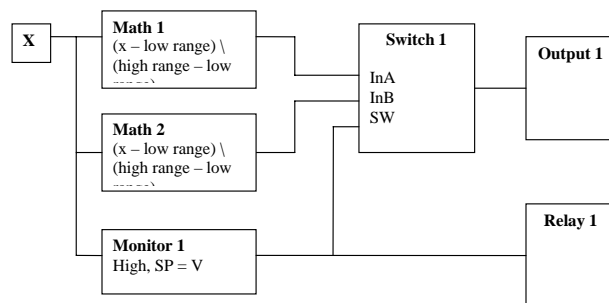 X
Math 1
(x – low range) \
(high range – low
Math 2
(x – low range) \
(high range – low
Monitor 1
High, SP = V
Switch 1
InA
InB
SW
Output 1
Relay 1